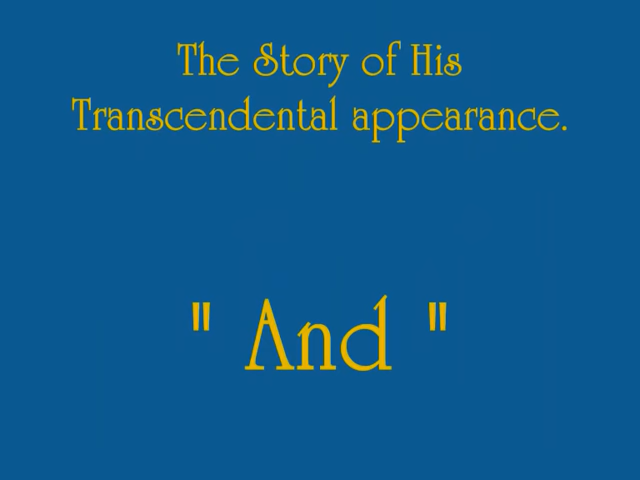 The Story of His
Transcendental appearance.
" And "